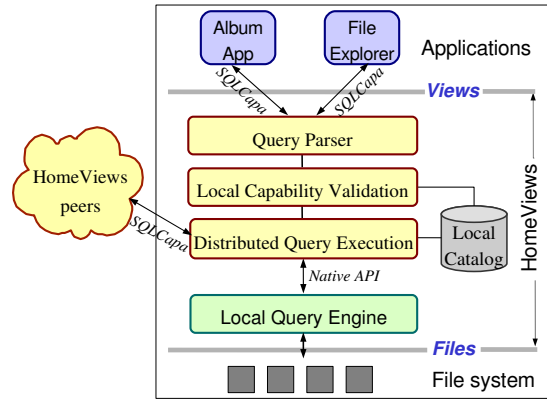 Album
App
File
Explorer
Applications
SQLCapa
SQLCapa
Views
Query Parser
HomeViews
peers
Local Capability Validation
SQLCapa
Distributed Query Execution
Local
Catalog
HomeViews
Native API
Local Query Engine
Files
File system